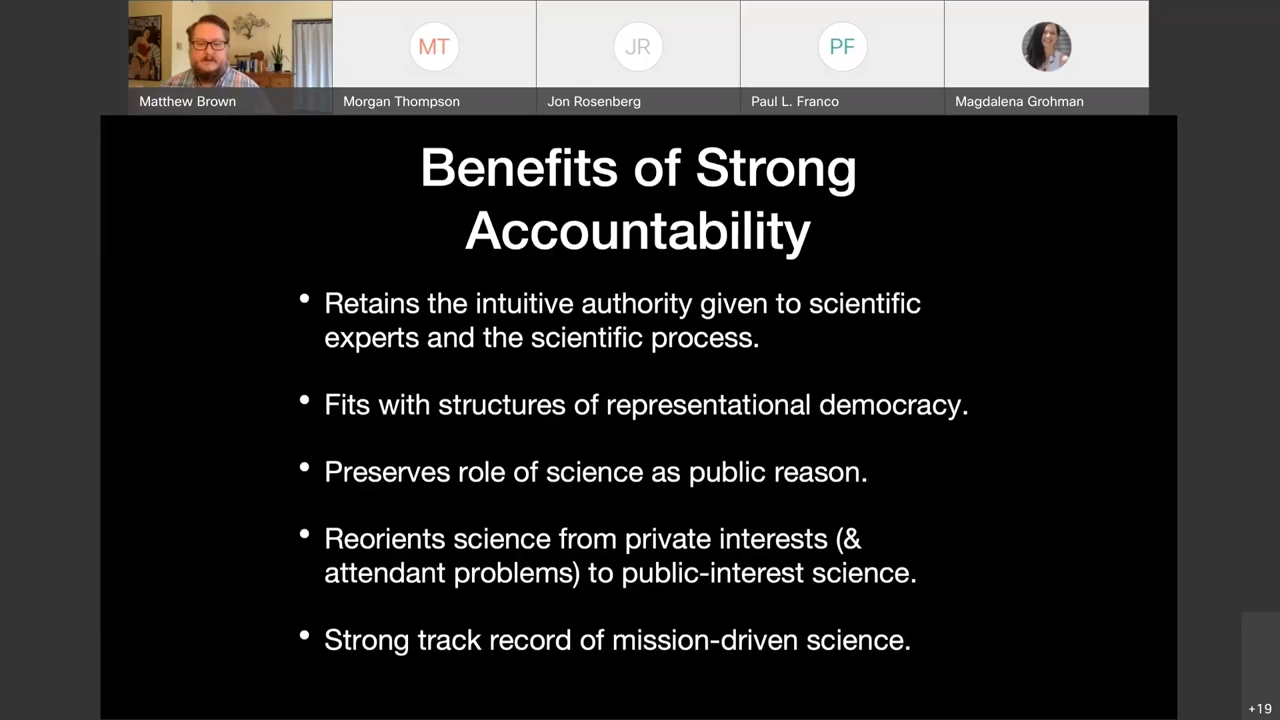 MT
JR
PF
Matthew Brown
Morgan Thompson
Jon Rosenberg
Paul L. Franco
Magdalena Grohman
Benefits of Strong
Accountability
• Retains the intuitive authority given to scientific
experts and the scientific process.
• Fits with structures of representational democracy.
• Preserves role of science as public reason.
• Reorients science from private interests (&
attendant problems) to public-interest science.
• Strong track record of mission-driven science.
+19